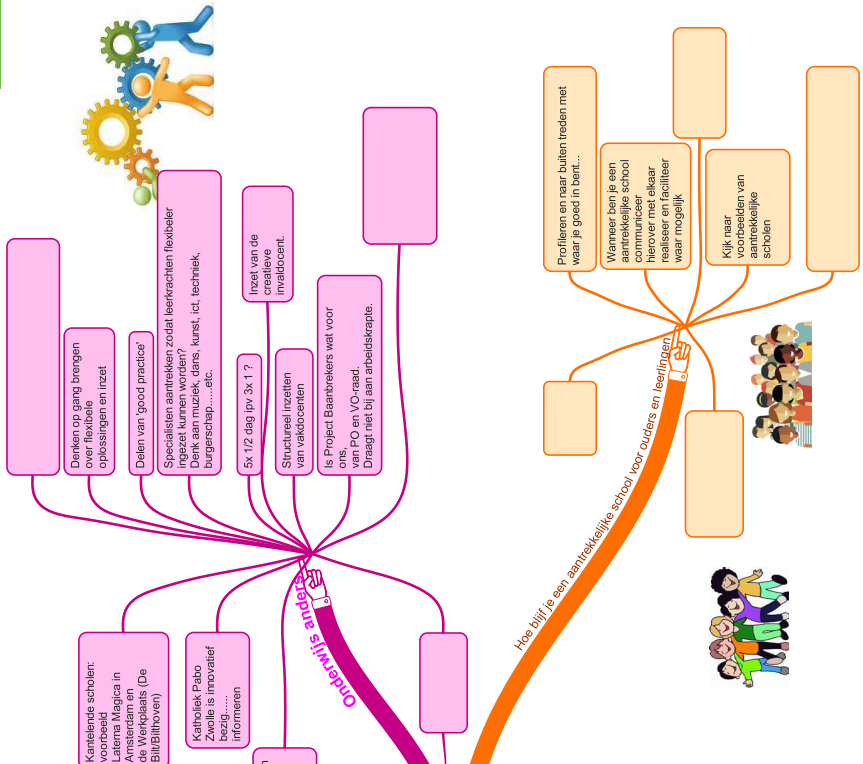 Denken op gang brengen
over flexibele
oplossingen en inzet
Delen van 'good practice'
Specialisten aantrekken zodat leerkrachten flexibeler
ingezet kunnen worden?
Denk aan muziek, dans, kunst, ict, techniek,
burgerschap......etc.
5x 1/2 dag ipv 3x 1 ?
Inzet van de
creatieve
invaldocent.
Structureel inzetten
van vakdocenten
Is Project Baanbrekers wat voor
ons,
van PO en VO-raad.
Draagt niet bij aan arbeidskrapte.
Kantelende scholen:
voorbeeld
Laterna Magica in
Amsterdam en
de Werkplaats (De
Bilt/Bilthoven)
Katholiek Pabo
Zwolle is innovatief
bezig......
informeren
Onderwijs anders
Profileren en naar buiten treden met
waar je goed in bent...
Wanneer ben je een
aantrekkelijke school
communiceer
hierover met elkaar
realiseer en faciliteer
waar mogelijk
Kijk naar
voorbeelden van
aantrekkelijke
scholen
Hoe blijf je een aantrekkelijke school voor ouders en leerlingen